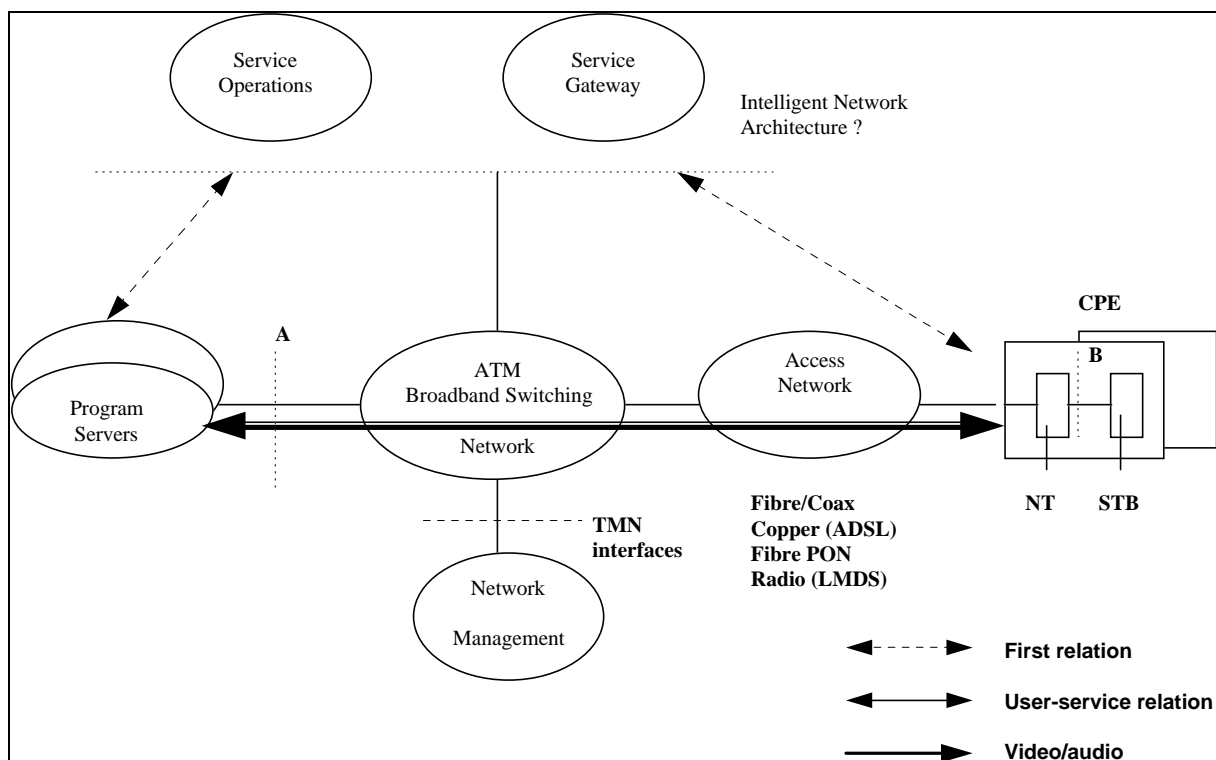 Service
Operations
Service
Gateway
Intelligent Network
Architecture ?
CPE
A
B
ATM
Broadband Switching
Network
Access
Network
Program
Servers
NT
STB
Fibre/Coax
Copper (ADSL)
Fibre PON
Radio (LMDS)
TMN
interfaces
Network
Management
First relation
User-service relation
Video/audio